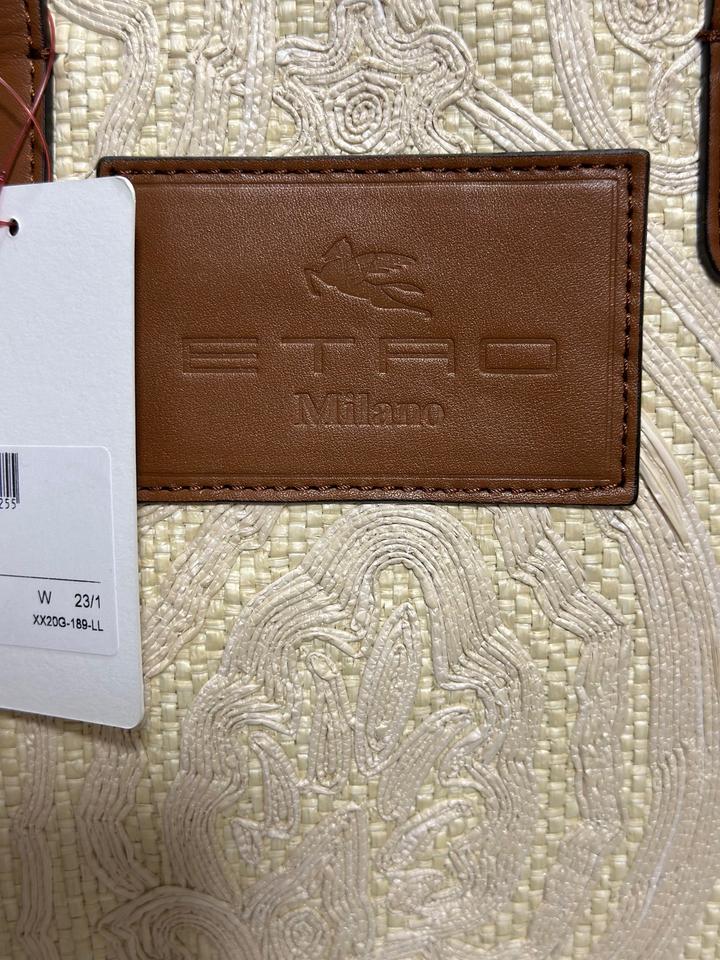 ETRO
Milano
255
W 23/1
XX20G-189-LL